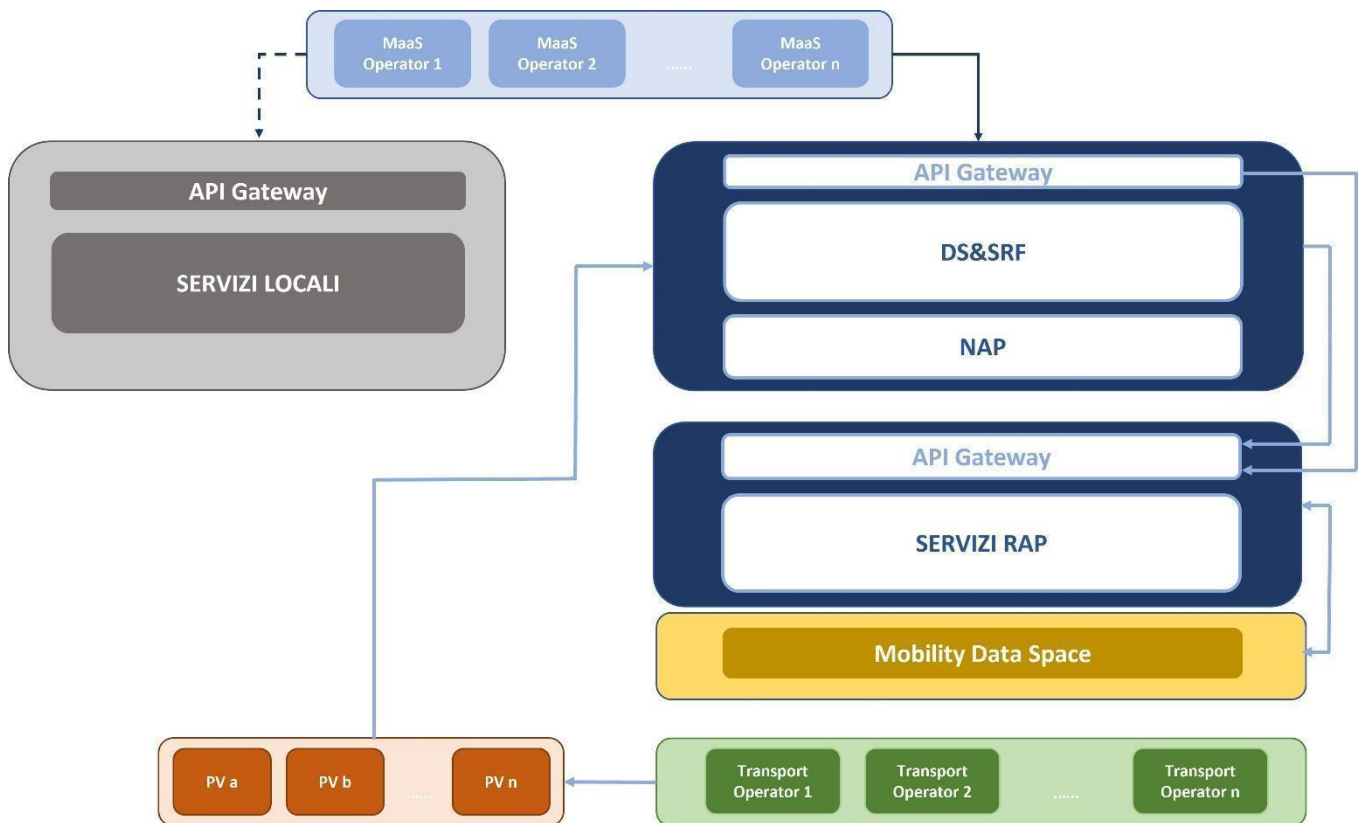 MaaS
Operator 1
MaaS
Operator 2
......
MaaS
Operator n
API Gateway
SERVIZI LOCALI
API Gateway
DS&SRF
NAP
API Gateway
SERVIZI RAP
Mobility Data Space
PV a
PV b
......
PV n
Transport
Operator 1
Transport
Operator 2
......
Transport
Operator n